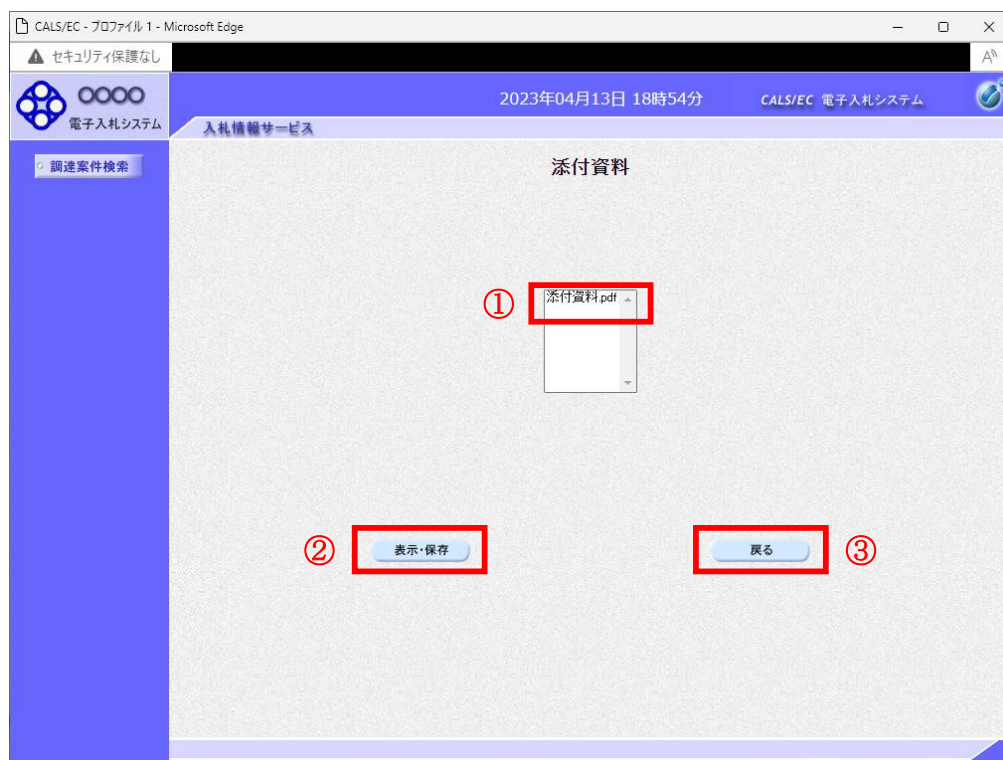 CALS/EC - プロファイル 1 - Microsoft Edge
セキュリティ保護なし
A
○○○○
電子入札システム
2023年04月13日 18時54分
CALS/EC 電子入札システム
入札情報サービス
調達案件検索
添付資料
① 添付資料.pdf
② 表示・保存
戻る ③